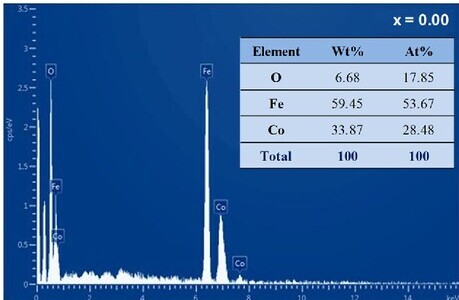 x = 0.00
Element Wt% At%
O 6.68 17.85
Fe 59.45 53.67
Co 33.87 28.48
Total 100 100
3.5
3
2.5
2
1.5
1
0.5
0
cps/eV
O
Fe
Co
Fe
Co
Co
0 2 4 6 8 10 12 14